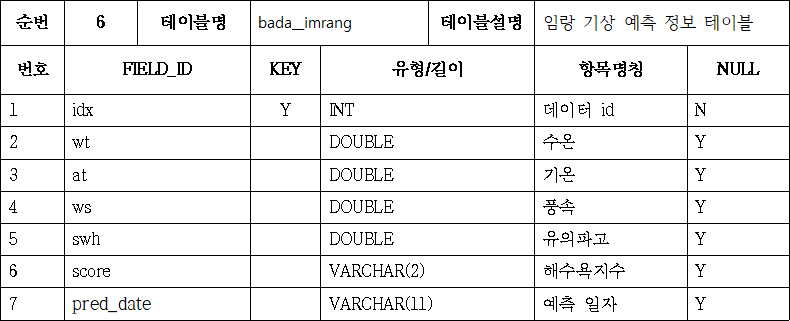 순번 6 테이블명 bada_imrang 테이블설명 임랑 기상 예측 정보 테이블
번호 FIELD_ID KEY 유형/길이 항목명칭 NULL
1 idx Y INT 데이터 id N
2 wt DOUBLE 수온 Y
3 at DOUBLE 기온 Y
4 ws DOUBLE 풍속 Y
5 swh DOUBLE 유의파고 Y
6 score VARCHAR(2) 해수욕지수 Y
7 pred_date VARCHAR(11) 예측 일자 Y